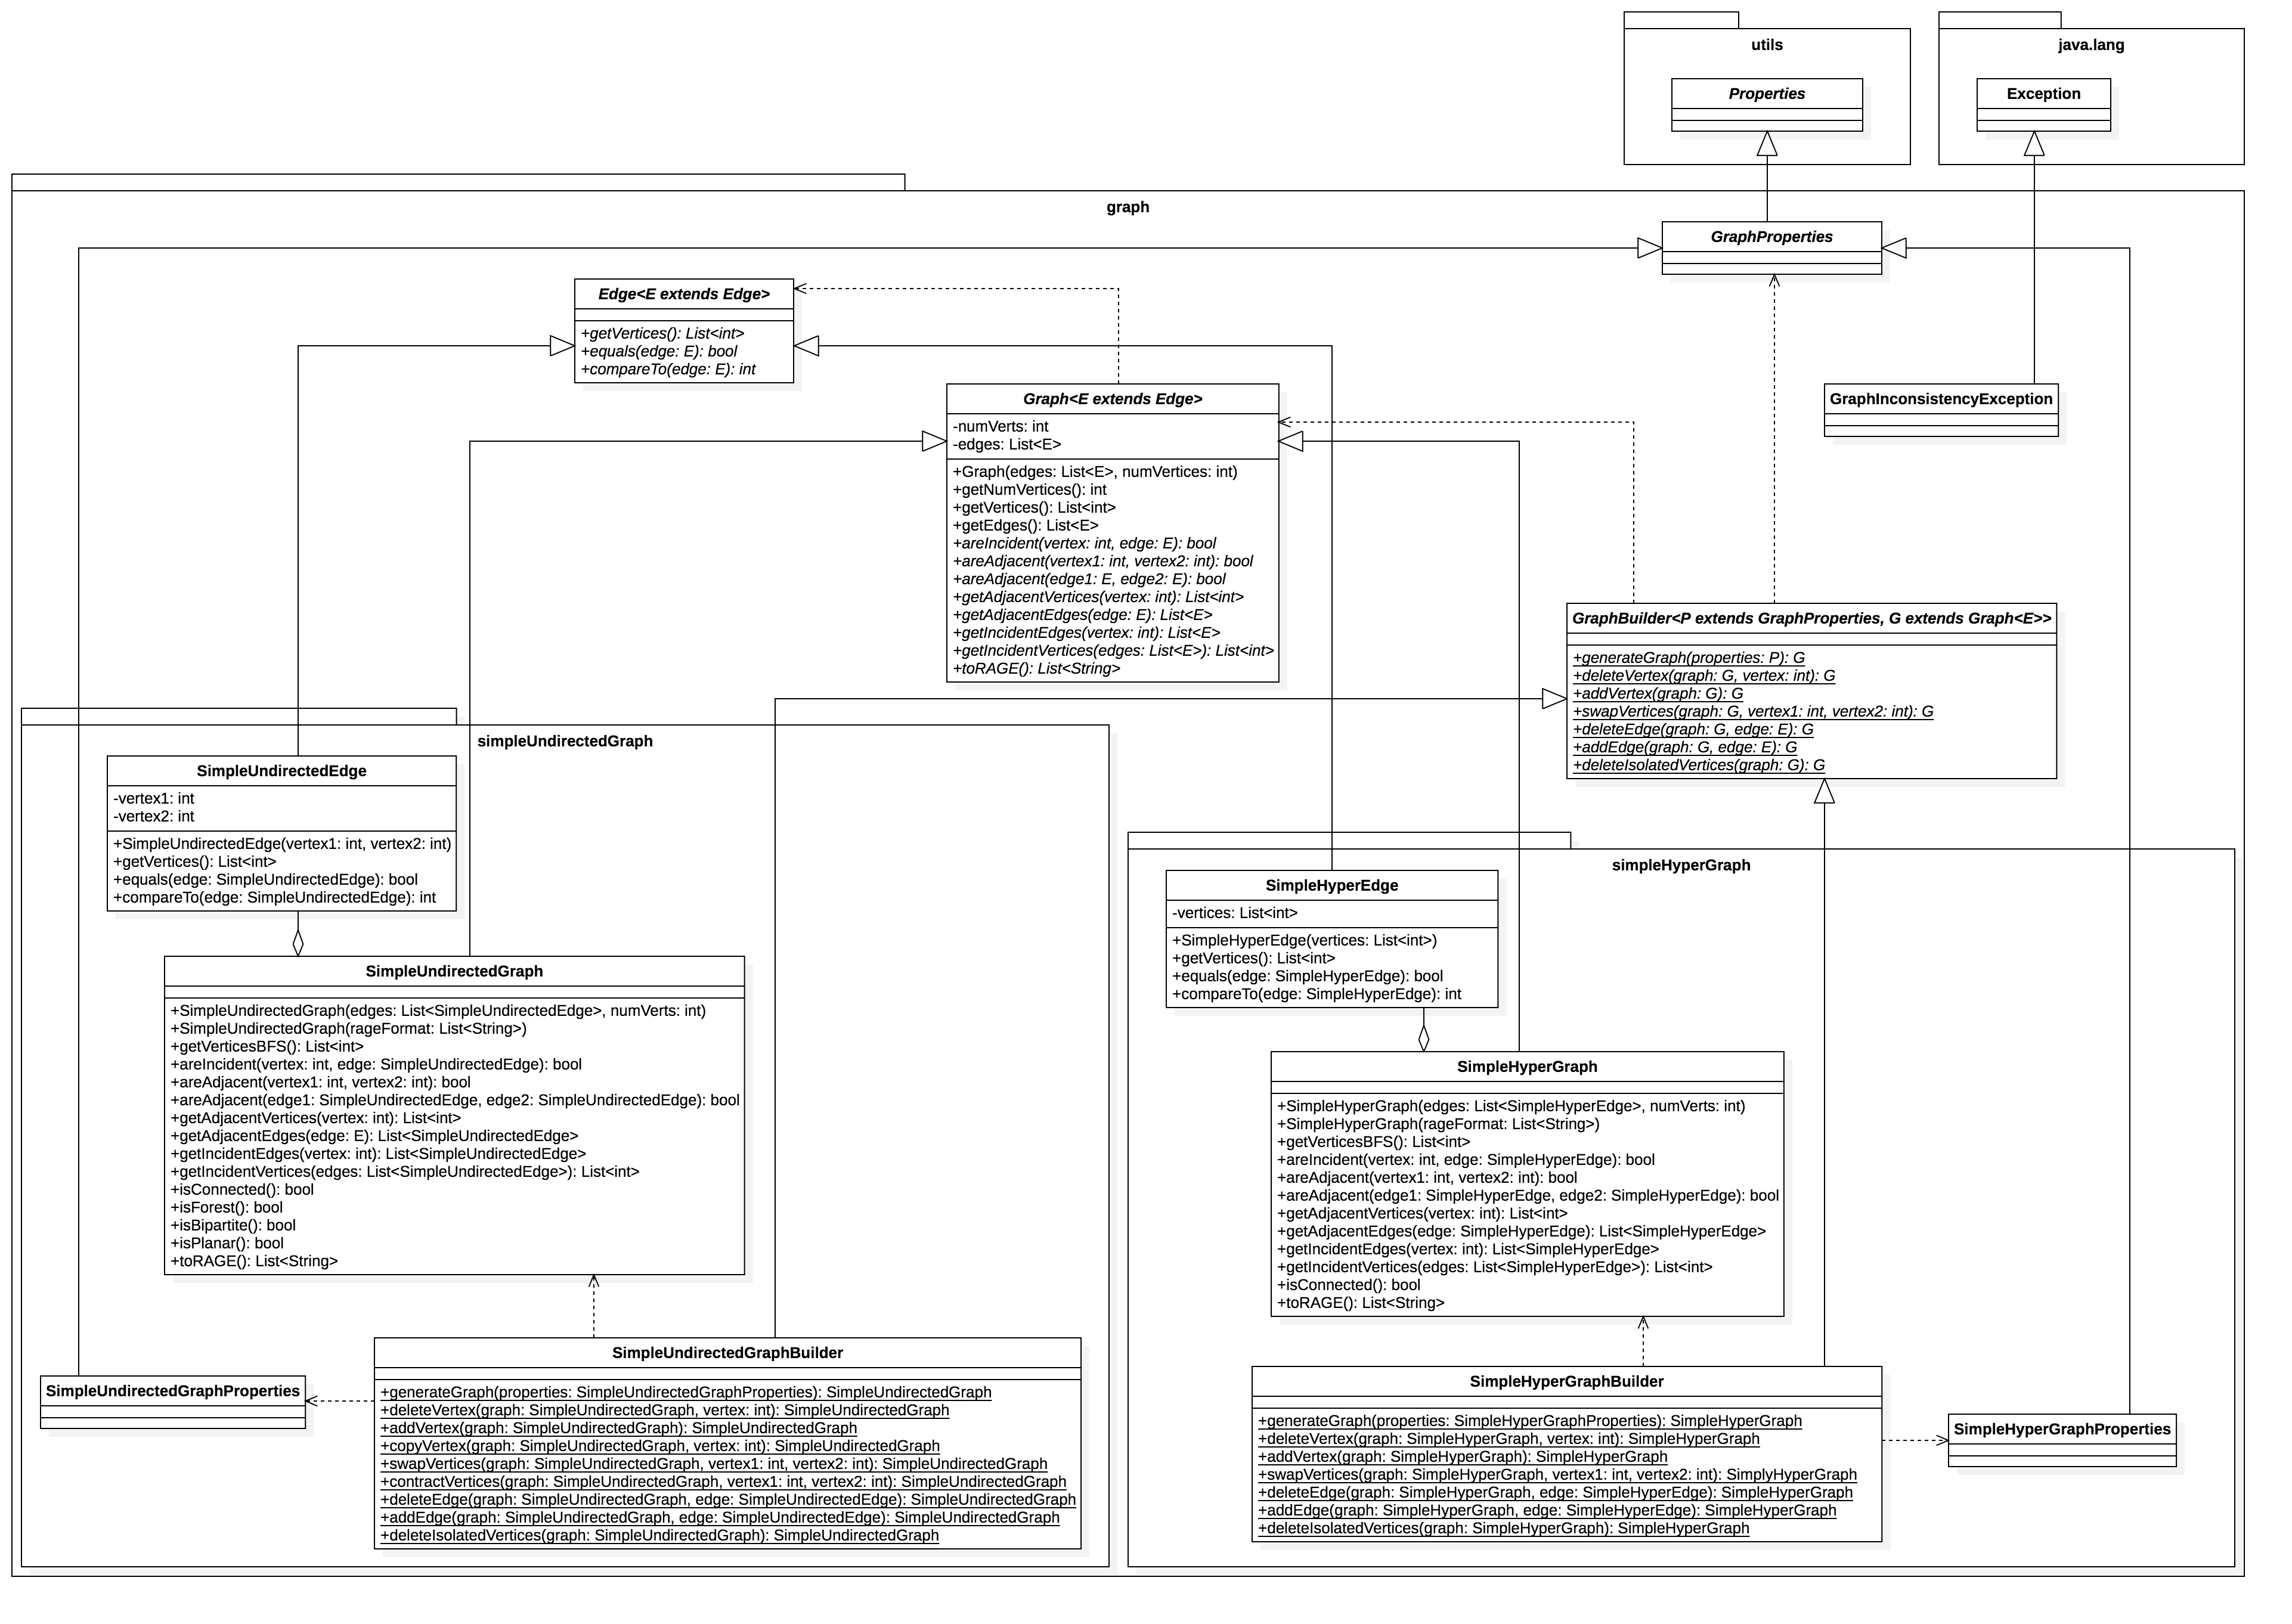 utils
Properties
java.lang
Exception
graph
GraphProperties
Edge<E extends Edge>
+getVertices(): List<int>
+equals(edge: E): bool
+compareTo(edge: E): int
Graph<E extends Edge>
-numVerts: int
-edges: List<E>
+Graph(edges: List<E>, numVertices: int)
+getNumVertices(): int
+getVertices(): List<int>
+getEdges(): List<E>
+areIncident(vertex: int, edge: E): bool
+areAdjacent(vertex1: int, vertex2: int): bool
+areAdjacent(edge1: E, edge2: E): bool
+getAdjacentVertices(vertex: int): List<int>
+getAdjacentEdges(edge: E): List<E>
+getIncidentEdges(vertex: int): List<E>
+getIncidentVertices(edges: List<E>): List<int>
+toRAGE(): List<String>
GraphInconsistencyException
GraphBuilder<P extends GraphProperties, G extends Graph<E>>
+generateGraph(properties: P): G
+deleteVertex(graph: G, vertex: int): G
+addVertex(graph: G): G
+swapVertices(graph: G, vertex1: int, vertex2: int): G
+deleteEdge(graph: G, edge: E): G
+addEdge(graph: G, edge: E): G
+deleteIsolatedVertices(graph: G): G
simpleUndirectedGraph
SimpleUndirectedEdge
-vertex1: int
-vertex2: int
+SimpleUndirectedEdge(vertex1: int, vertex2: int)
+getVertices(): List<int>
+equals(edge: SimpleUndirectedEdge): bool
+compareTo(edge: SimpleUndirectedEdge): int
SimpleUndirectedGraph
+SimpleUndirectedGraph(edges: List<SimpleUndirectedEdge>, numVerts: int)
+SimpleUndirectedGraph(rageFormat: List<String>)
+getVerticesBFS(): List<int>
+areIncident(vertex: int, edge: SimpleUndirectedEdge): bool
+areAdjacent(vertex1: int, vertex2: int): bool
+areAdjacent(edge1: SimpleUndirectedEdge, edge2: SimpleUndirectedEdge): bool
+getAdjacentVertices(vertex: int): List<int>
+getAdjacentEdges(edge: E): List<SimpleUndirectedEdge>
+getIncidentEdges(vertex: int): List<SimpleUndirectedEdge>
+getIncidentVertices(edges: List<SimpleUndirectedEdge>): List<int>
+isConnected(): bool
+isForest(): bool
+isBipartite(): bool
+isPlanar(): bool
+toRAGE(): List<String>
SimpleUndirectedGraphProperties
SimpleUndirectedGraphBuilder
+generateGraph(properties: SimpleUndirectedGraphProperties): SimpleUndirectedGraph
+deleteVertex(graph: SimpleUndirectedGraph, vertex: int): SimpleUndirectedGraph
+addVertex(graph: SimpleUndirectedGraph): SimpleUndirectedGraph
+copyVertex(graph: SimpleUndirectedGraph, vertex: int): SimpleUndirectedGraph
+swapVertices(graph: SimpleUndirectedGraph, vertex1: int, vertex2: int): SimpleUndirectedGraph
+contractVertices(graph: SimpleUndirectedGraph, vertex1: int, vertex2: int): SimpleUndirectedGraph
+deleteEdge(graph: SimpleUndirectedGraph, edge: SimpleUndirectedEdge): SimpleUndirectedGraph
+addEdge(graph: SimpleUndirectedGraph, edge: SimpleUndirectedEdge): SimpleUndirectedGraph
+deleteIsolatedVertices(graph: SimpleUndirectedGraph): SimpleUndirectedGraph
simpleHyperGraph
SimpleHyperEdge
-vertices: List<int>
+SimpleHyperEdge(vertices: List<int>)
+getVertices(): List<int>
+equals(edge: SimpleHyperEdge): bool
+compareTo(edge: SimpleHyperEdge): int
SimpleHyperGraph
+SimpleHyperGraph(edges: List<SimpleHyperEdge>, numVerts: int)
+SimpleHyperGraph(rageFormat: List<String>)
+getVerticesBFS(): List<int>
+areIncident(vertex: int, edge: SimpleHyperEdge): bool
+areAdjacent(vertex1: int, vertex2: int): bool
+areAdjacent(edge1: SimpleHyperEdge, edge2: SimpleHyperEdge): bool
+getAdjacentVertices(vertex: int): List<int>
+getAdjacentEdges(edge: SimpleHyperEdge): List<SimpleHyperEdge>
+getIncidentEdges(vertex: int): List<SimpleHyperEdge>
+getIncidentVertices(edges: List<SimpleHyperEdge>): List<int>
+isConnected(): bool
+toRAGE(): List<String>
SimpleHyperGraphBuilder
+generateGraph(properties: SimpleHyperGraphProperties): SimpleHyperGraph
+deleteVertex(graph: SimpleHyperGraph, vertex: int): SimpleHyperGraph
+addVertex(graph: SimpleHyperGraph): SimpleHyperGraph
+swapVertices(graph: SimpleHyperGraph, vertex1: int, vertex2: int): SimplyHyperGraph
+deleteEdge(graph: SimpleHyperGraph, edge: SimpleHyperEdge): SimpleHyperGraph
+addEdge(graph: SimpleHyperGraph, edge: SimpleHyperEdge): SimpleHyperGraph
+deleteIsolatedVertices(graph: SimpleHyperGraph): SimpleHyperGraph
SimpleHyperGraphProperties